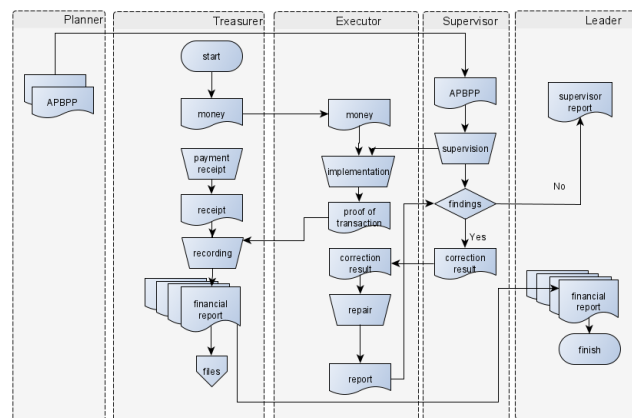 Planner
Treasurer
Executor
Supervisor
Leader
start
APBPP
APBPP
money
money
supervisor
report
payment
receipt
supervision
implementation
No
receipt
proof of
transaction
findings
Yes
recording
correction
result
correction
result
financial
report
repair
financial
report
files
report
finish